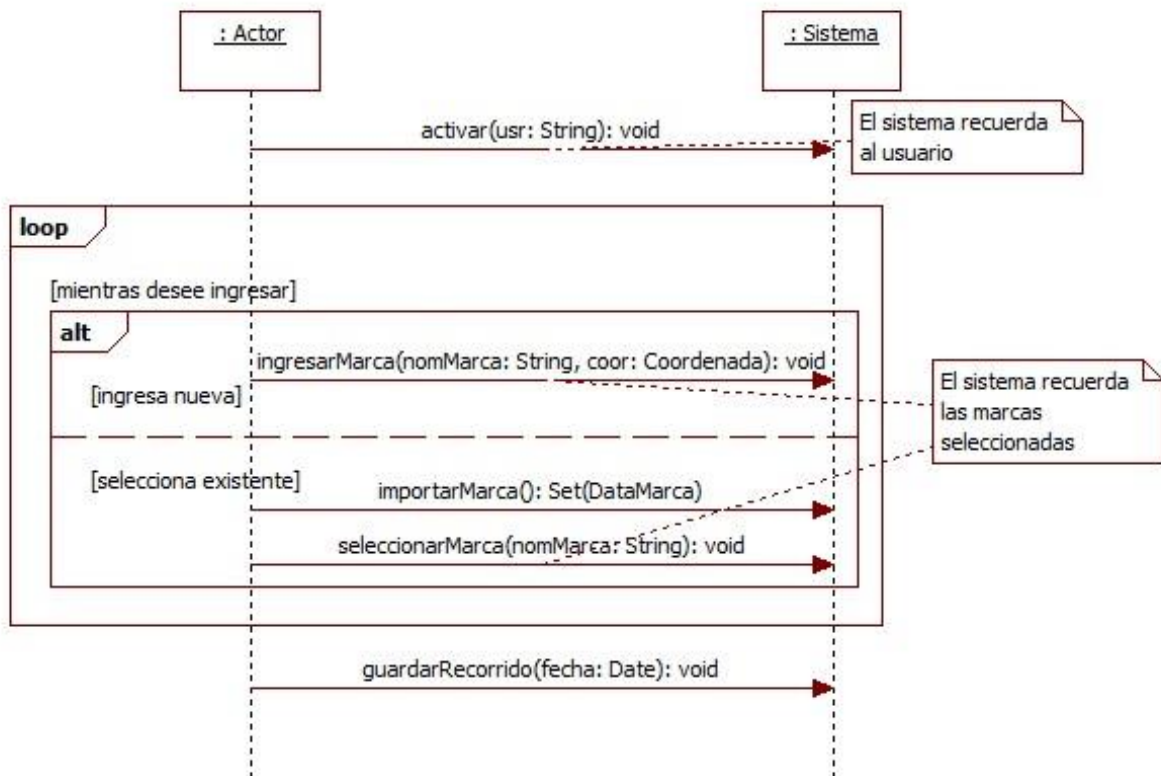 : Actor
: Sistema
activar(usr: String): void
El sistema recuerda
al usuario
loop
[mientras desee ingresar]
alt
ingresarMarca(nomMarca: String, coor: Coordenada): void
[ingresa nueva]
El sistema recuerda
las marcas
seleccionadas
[selecciona existente]
importarMarca(): Set(DataMarca)
seleccionarMarca(nomMarca: String): void
guardarRecorrido(fecha: Date): void